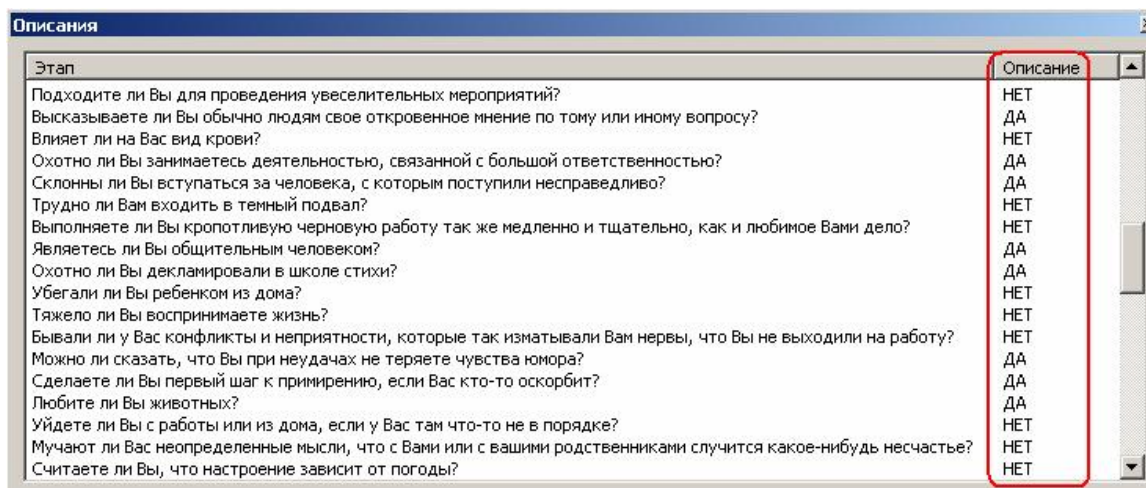 Описания
Этап Описание
Подходите ли Вы для проведения увеселительных мероприятий? НЕТ
Высказываете ли Вы обычно людям свое откровенное мнение по тому или иному вопросу? ДА
Влияет ли на Вас вид крови? НЕТ
Охотно ли Вы занимаетесь деятельностью, связанной с большой ответственностью? ДА
Склонны ли Вы вступаться за человека, с которым поступили несправедливо? ДА
Трудно ли Вам входить в темный подвал? НЕТ
Выполняете ли Вы кропотливую черновую работу так же медленно и тщательно, как и любимое Вами дело? НЕТ
Являетесь ли Вы общительным человеком? ДА
Охотно ли Вы декламировали в школе стихи? ДА
Убегали ли Вы ребенком из дома? НЕТ
Тяжело ли Вы воспринимаете жизнь? НЕТ
Бывали ли у Вас конфликты и неприятности, которые так изматывали Вам нервы, что Вы не выходили на работу? НЕТ
Можно ли сказать, что Вы при неудачах не теряете чувства юмора? ДА
Сделаете ли Вы первый шаг к примирению, если Вас кто-то оскорбит? ДА
Любите ли Вы животных? ДА
Уйдете ли Вы с работы или из дома, если у Вас там что-то не в порядке? НЕТ
Мучают ли Вас неопределенные мысли, что с Вами или с вашими родственниками случится какое-нибудь несчастье? НЕТ
Считаете ли Вы, что настроение зависит от погоды? НЕТ